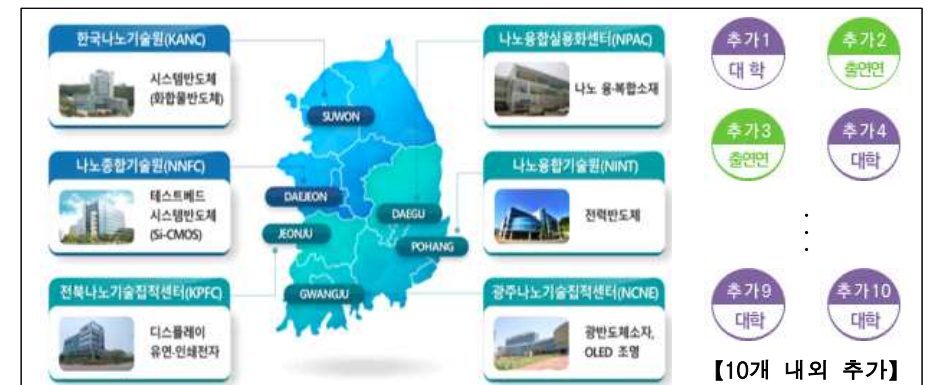 한국나노기술원(KANC)
시스템반도체
(화합물반도체)
나노종합기술원(NNFC)
테스트베드
시스템반도체
(Si-CMOS)
전북나노기술집적센터(KPFC)
디스플레이
유연·인쇄전자
SUWON
DAEJEON
DAEGU
JEONJU
POHANG
GWANGJU
나노융합실용화센터(NPAC)
나노 융·복합소재
나노융합기술원(NINT)
전력반도체
광주나노기술집적센터(NCNE)
광반도체소자,
OLED 조명
추가1
대 학
추가2
출연연
추가3
출연연
추가4
대학
추가9
대학
추가10
대학
【10개 내외 추가】